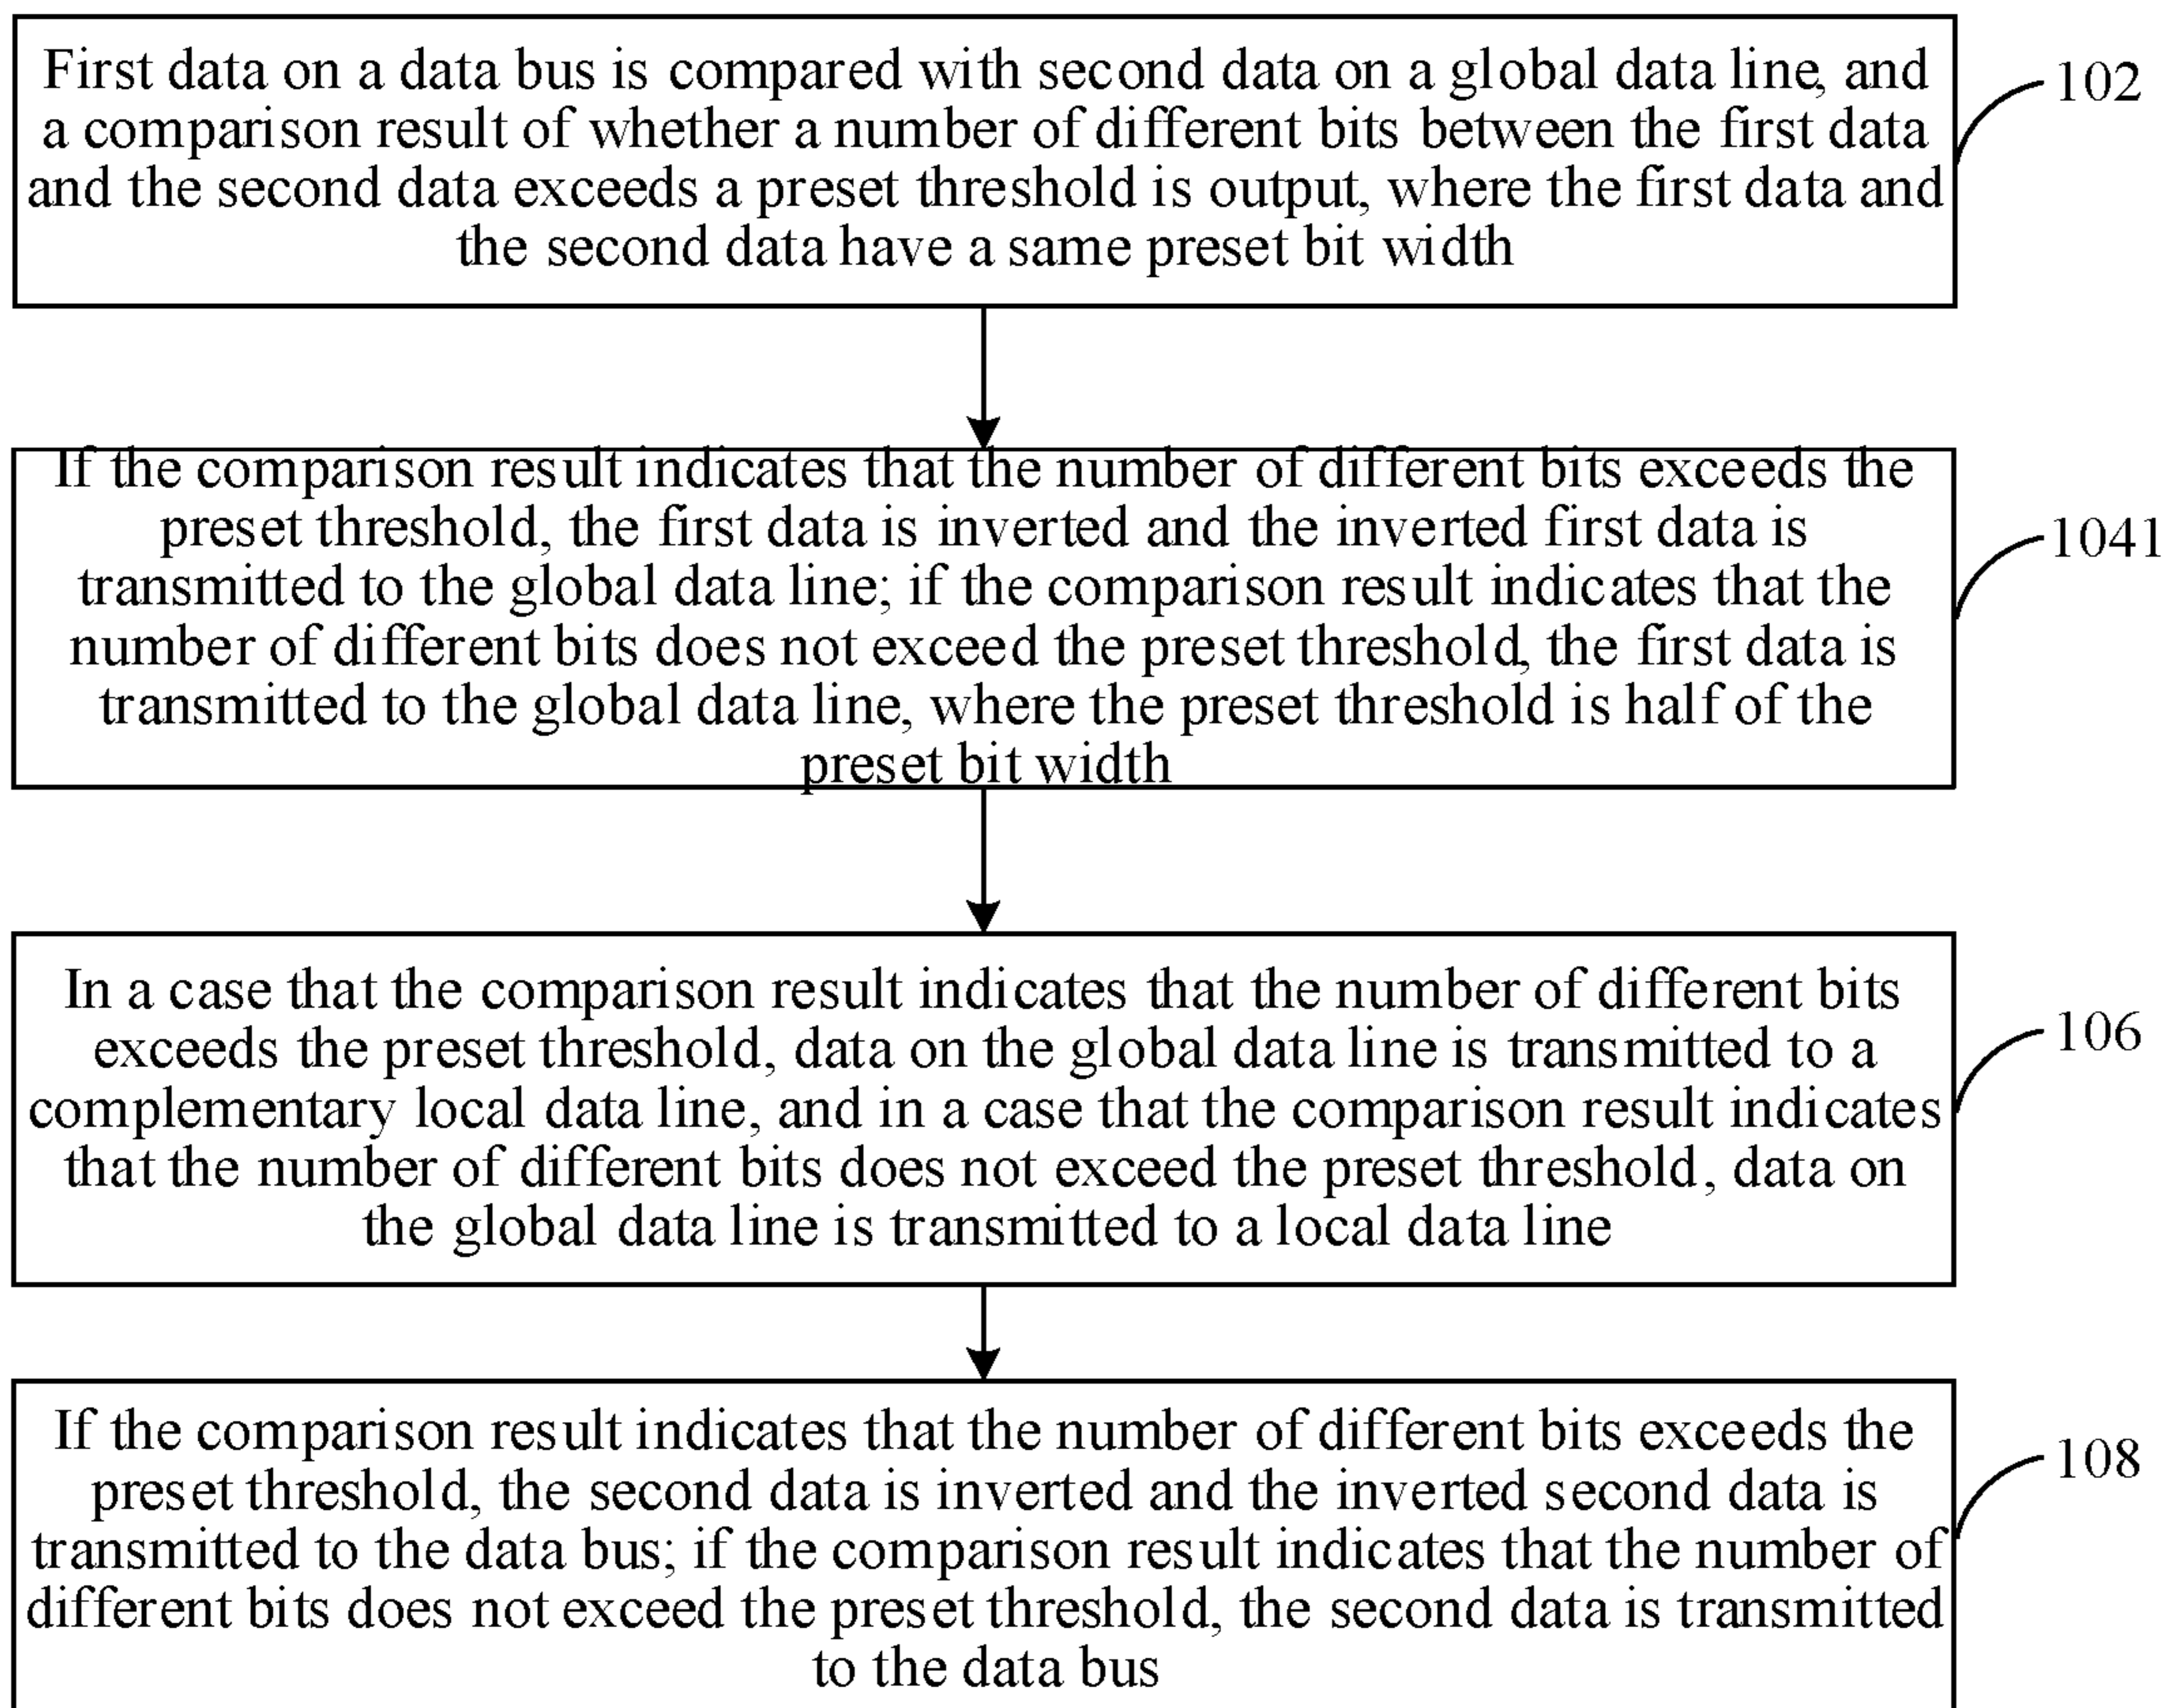 First data on a data bus is compared with second data on a global data line, and
a comparison result of whether a number of different bits between the first data
and the second data exceeds a preset threshold is output, where the first data and
the second data have a same preset bit width
102
If the comparison result indicates that the number of different bits exceeds the
preset threshold, the first data is inverted and the inverted first data is
transmitted to the global data line; if the comparison result indicates that the
number of different bits does not exceed the preset threshold, the first data is
transmitted to the global data line, where the preset threshold is half of the
preset bit width
1041
In a case that the comparison result indicates that the number of different bits
exceeds the preset threshold, data on the global data line is transmitted to a
complementary local data line, and in a case that the comparison result indicates
that the number of different bits does not exceed the preset threshold, data on
the global data line is transmitted to a local data line
106
If the comparison result indicates that the number of different bits exceeds the
preset threshold, the second data is inverted and the inverted second data is
transmitted to the data bus; if the comparison result indicates that the number of
different bits does not exceed the preset threshold, the second data is transmitted
to the data bus
108